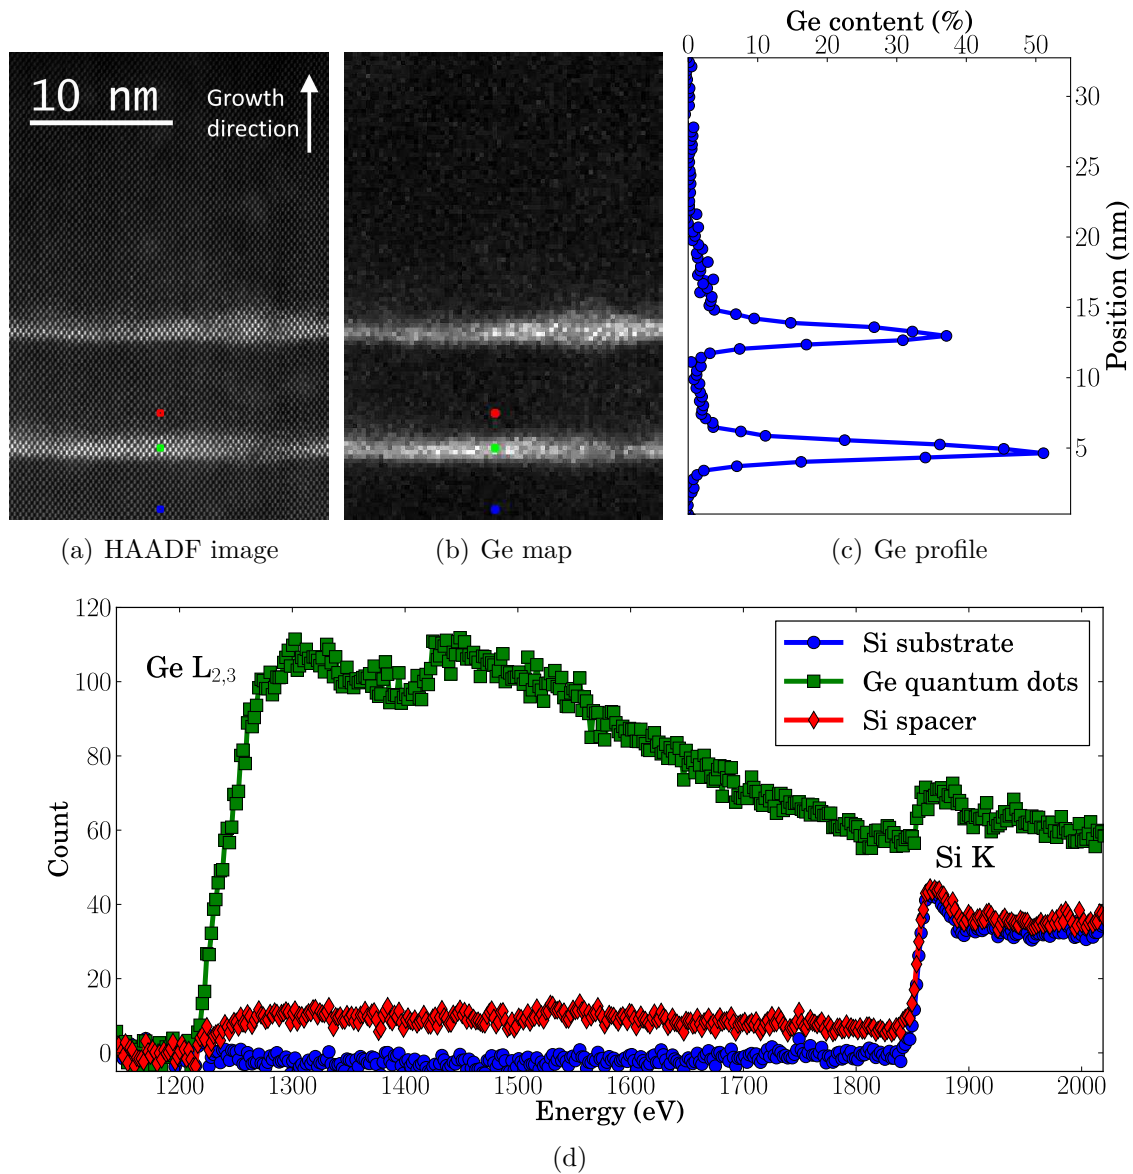 10 nm
Growth
direction
Ge content (%)
0 10 20 30 40 50
30
25
20
15
10
5
Position (nm)
(a) HAADF image
(b) Ge map
(c) Ge profile
120
100
80
60
40
20
0
Count
Ge L2,3
Si substrate
Ge quantum dots
Si spacer
Si K
1200 1300 1400 1500 1600 1700 1800 1900 2000
Energy (eV)
(d)